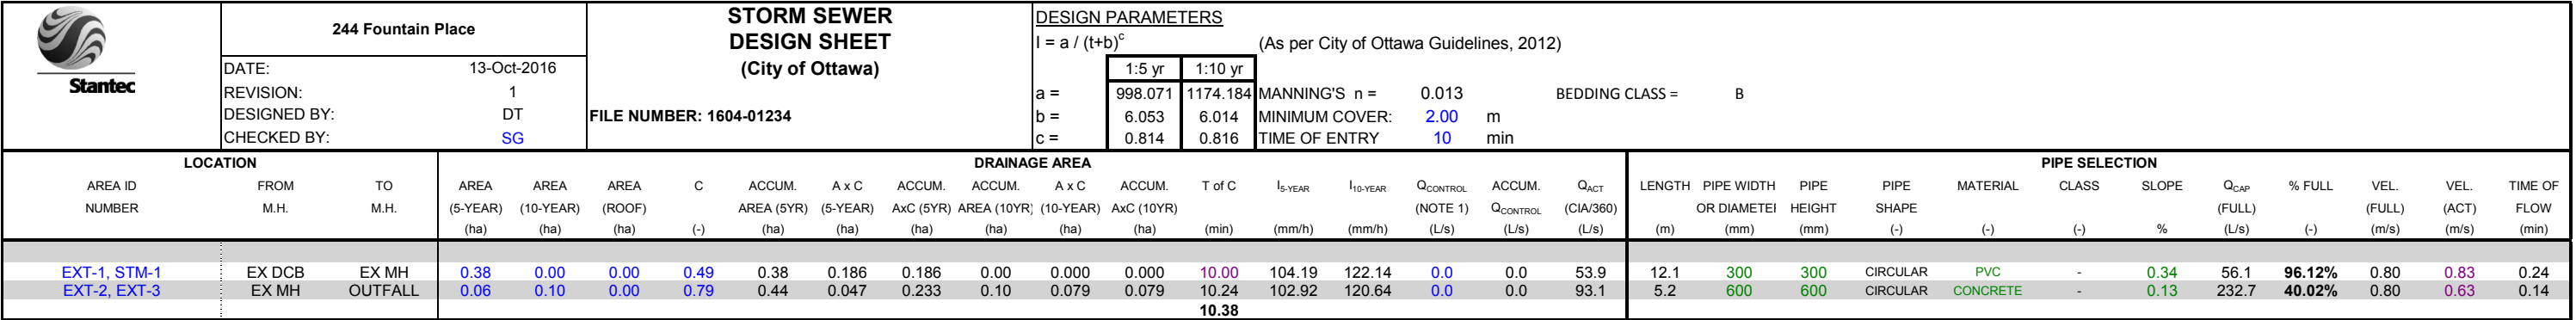 Stantec
244 Fountain Place
DATE: 13-Oct-2016
REVISION: 1
DESIGNED BY: DT
CHECKED BY: SG
STORM SEWER
DESIGN SHEET
(City of Ottawa)
FILE NUMBER: 1604-01234
DESIGN PARAMETERS
I = a / (t+b)^c (As per City of Ottawa Guidelines, 2012)
1:5 yr 1:10 yr
a = 998.071 1174.184 MANNING'S n = 0.013 BEDDING CLASS = B
b = 6.053 6.014 MINIMUM COVER: 2.00 m
c = 0.814 0.816 TIME OF ENTRY 10 min
LOCATION DRAINAGE AREA PIPE SELECTION
AREA ID FROM TO AREA AREA AREA C ACCUM. A x C ACCUM. ACCUM. A x C ACCUM. T of C I5-YEAR I10-YEAR QCONTROL ACCUM. QACT LENGTH PIPE WIDTH PIPE PIPE MATERIAL CLASS SLOPE QCAP % FULL VEL. VEL. TIME OF
NUMBER M.H. M.H. (5-YEAR) (10-YEAR) (ROOF) AREA (5YR) (5-YEAR) AxC (5YR) AREA (10YR) (10-YEAR) AxC (10YR) (NOTE 1) QCONTROL (CIA/360) OR DIAMETEI HEIGHT SHAPE (FULL) (FULL) (ACT) FLOW
(ha) (ha) (ha) (-) (ha) (ha) (ha) (ha) (ha) (ha) (min) (mm/h) (mm/h) (L/s) (L/s) (L/s) (m) (mm) (mm) (-) (-) (-) % (L/s) (-) (m/s) (m/s) (min)
EXT-1, STM-1 EX DCB EX MH 0.38 0.00 0.00 0.49 0.38 0.186 0.186 0.00 0.000 0.000 10.00 104.19 122.14 0.0 0.0 53.9 12.1 300 300 CIRCULAR PVC - 0.34 56.1 96.12% 0.80 0.83 0.24
EXT-2, EXT-3 EX MH OUTFALL 0.06 0.10 0.00 0.79 0.44 0.047 0.233 0.10 0.079 0.079 10.24 102.92 120.64 0.0 0.0 93.1 5.2 600 600 CIRCULAR CONCRETE - 0.13 232.7 40.02% 0.80 0.63 0.14
10.38